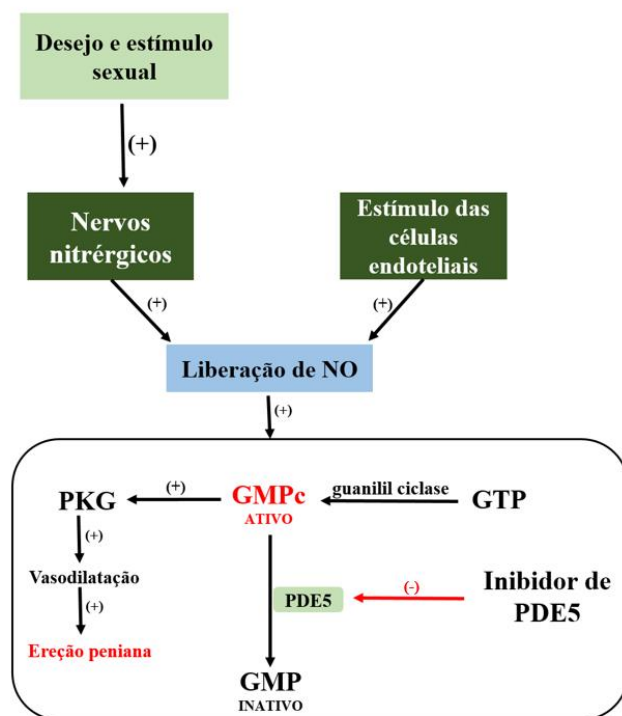 Desejo e estímulo
sexual
(+)
Nervos
nitrérgicos
Estímulo das
células
endoteliais
(+)
(+)
Liberação de NO
(+)
PKG
(+)
GMPc
ATIVO
guanilil ciclase
GTP
(+)
Vasodilatação
(+)
Ereção peniana
PDE5
(-)
Inibidor de
PDE5
GMP
INATIVO